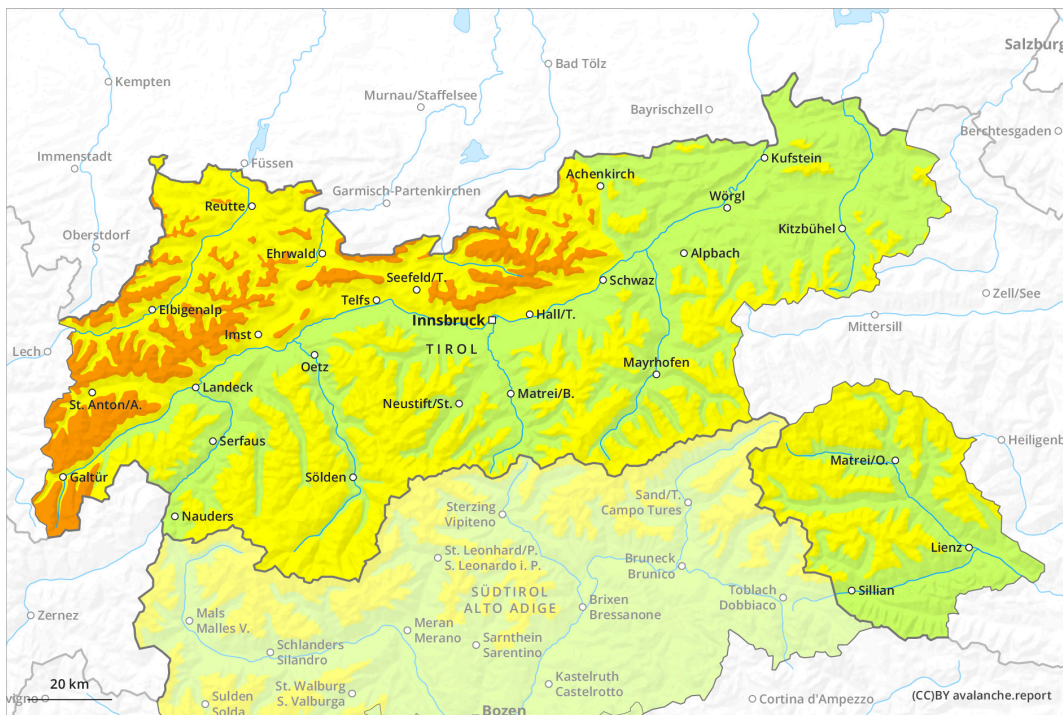 Salzburg
Bad Tölz
Kempten
Murnau/Staffelsee
Bayrischzell
Berchtesgaden
Immenstadt
Füssen
Kufstein
Achenkirch
Garmisch-Partenkirchen
Reutte
Wörgl
Oberstdorf
Kitzbühel
Ehrwald
Alpbach
Seefeld/T.
Schwaz
Zell/See
Telfs
Elbigenalp
Innsbruck
Hall/T.
Mittersill
Imst
Lech
TIROL
Oetz
Mayrhofen
Landeck
Matrei/B.
St. Anton/A.
Neustift/St.
Serfaus
Heiligenb
Matrei/O.
Galtür
Sölden
Sand/T.
Campo Tures
Sterzing
Vipiteno
Nauders
Lienz
St. Leonhard/P.
S. Leonardo i. P.
Bruneck
Brunico
SÜDTIROL
ALTO ADIGE
Toblach
Dobbiaco
Sillian
Brixen
Bressanone
Zernez
Mals
Malles V.
Meran
Merano
Schlanders
Silandro
Sarnthein
Sarentino
20 km
Kastelruth
Castelrotto
St. Walburg
S. Valburga
vigno
Sulden
Solda
Cortina d'Ampezzo
(CC)BY avalanche.report
Bozen